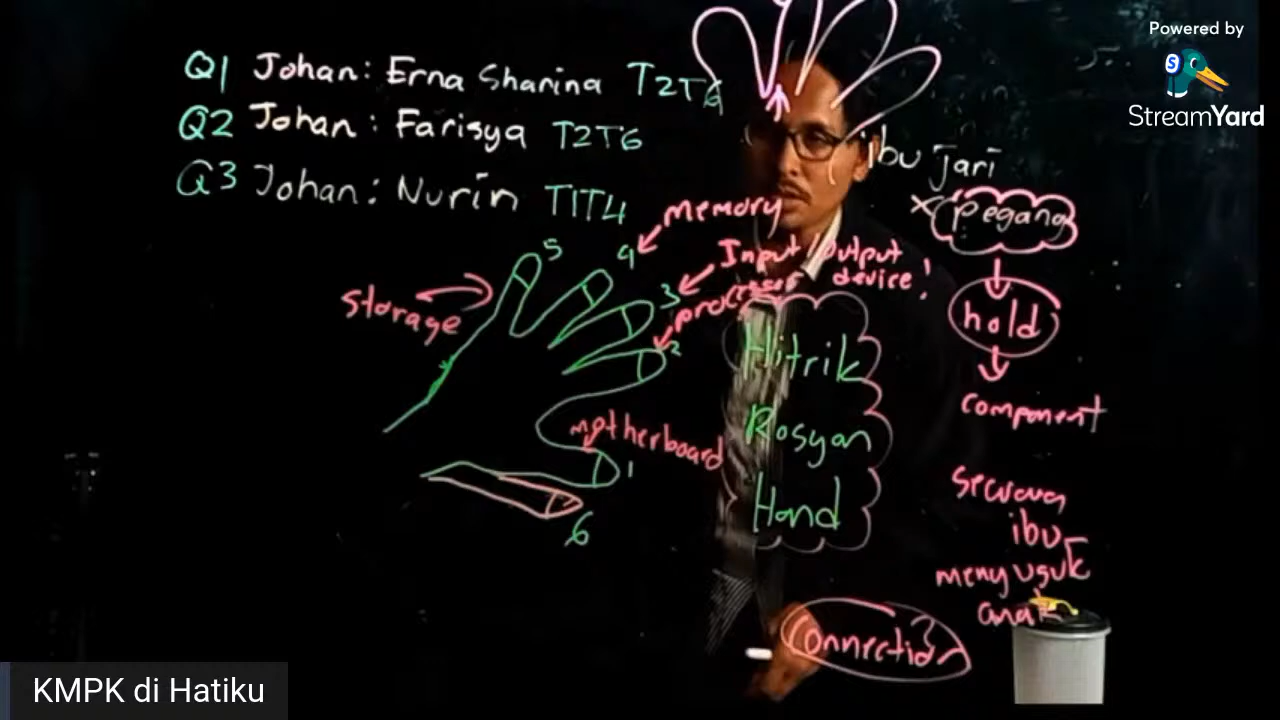 Powered by
StreamYard
Q1 Johan: Erna Sharina T2T6
Q2 Johan: Farisya T2T6
Q3 Johan: Nurin T1T4
ibu jari
x pegang
hold
component
5
4
memory
3
Input/Output
device!
2
processor
storage
motherboard
1
6
Hitrik
Rosyan
Hand
seorang
ibu
menyusuk
anak
connection
KMPK di Hatiku